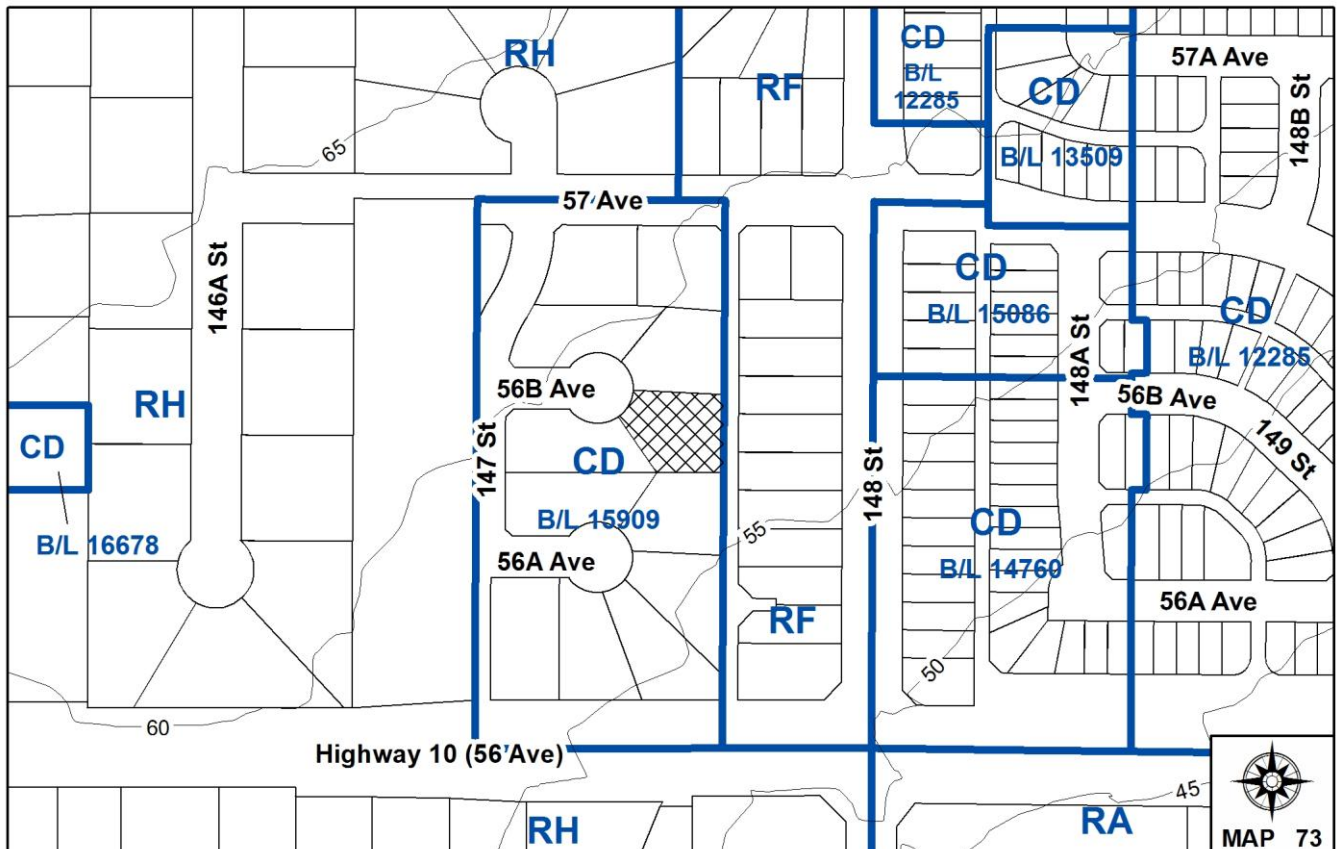 57A Ave
CD
RH
B/L
12285
RF
CD
148B St
65
B/L 13509
57 Ave
146A St
CD
B/L 15086
CD
148A St
B/L 12285
56B Ave
56B Ave
RH
CD
147 St
CD
148 St
149 St
B/L 15909
CD
55
B/L 16678
56A Ave
B/L 14760
56A Ave
RF
50
60
Highway 10 (56 Ave)
45
RH
RA
MAP 73